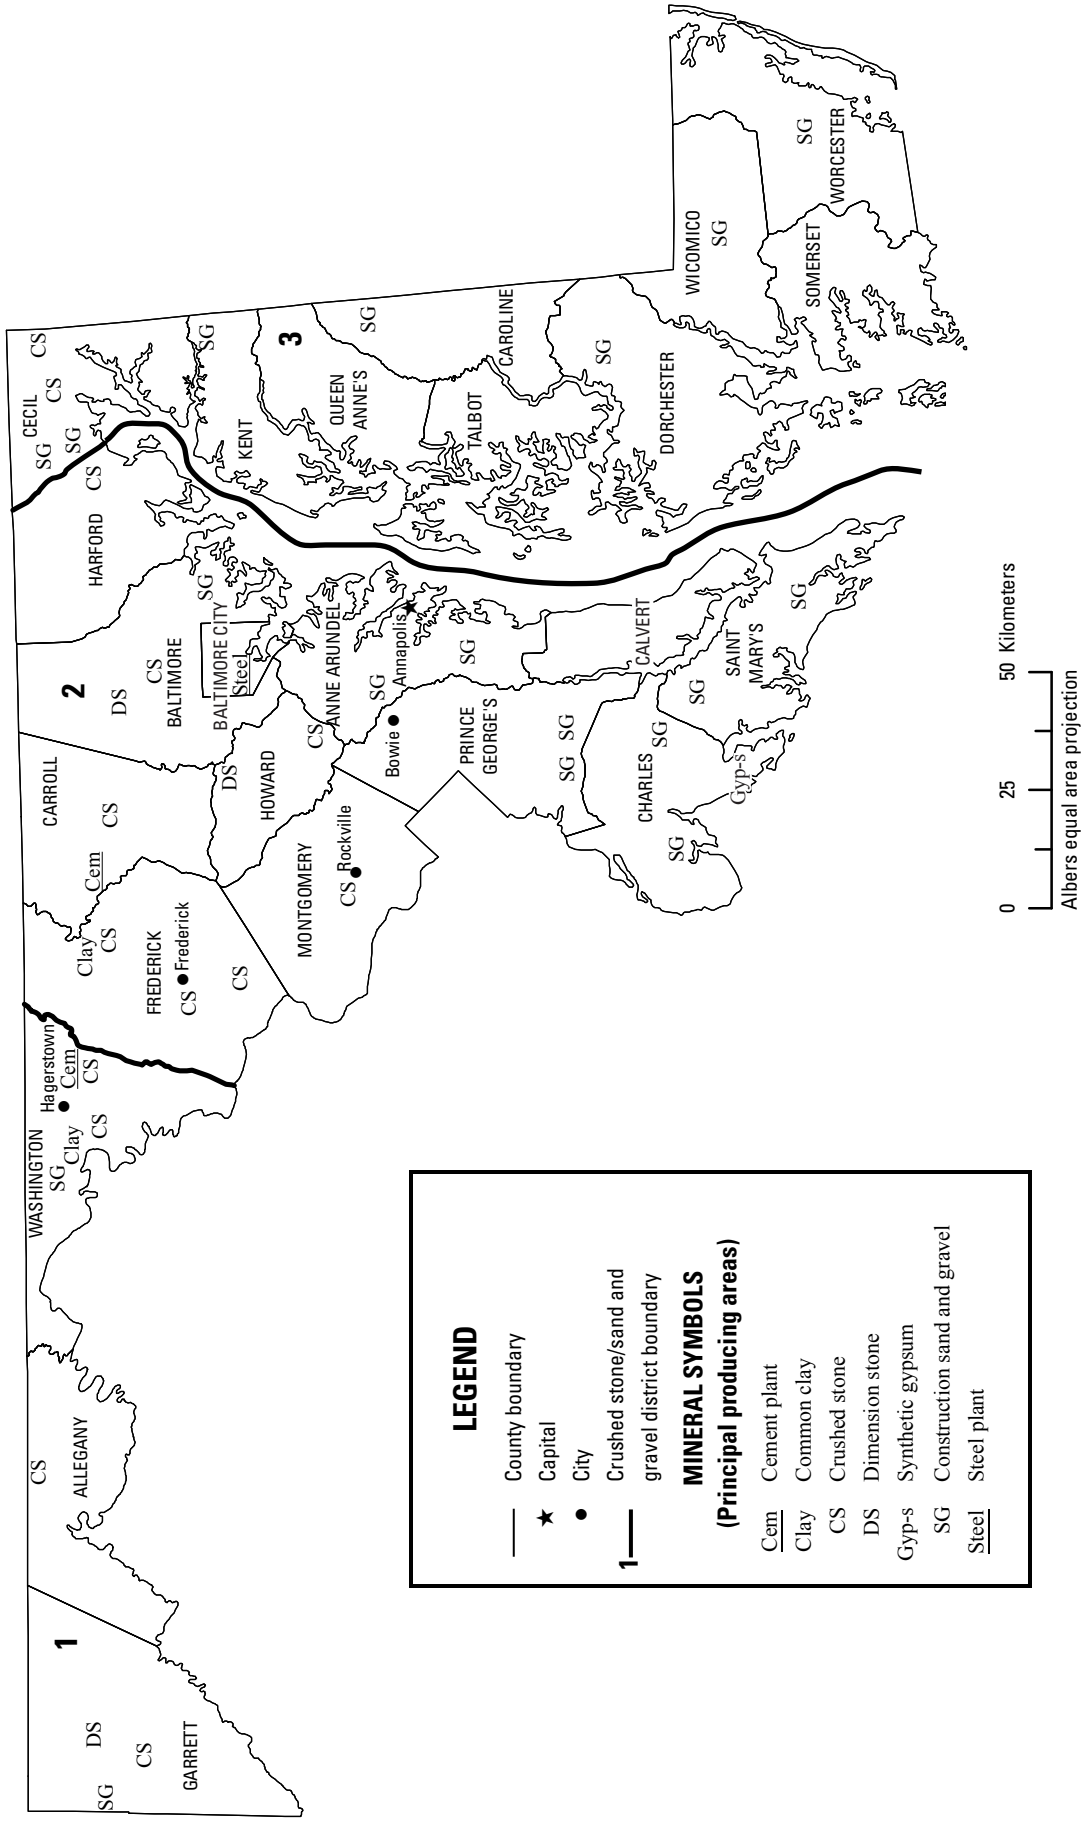 SG
DS
CS
GARRETT
1
CS
ALLEGANY
WASHINGTON
SG
Clay
CS
Hagerstown
Cem
CS
Clay
CS
FREDERICK
CS
Frederick
CS
CARROLL
Cem
CS
MONTGOMERY
CS
Rockville
2
DS
CS
BALTIMORE
SG
BALTIMORE CITY
Steel
DS
HOWARD
CS
ANNE ARUNDEL
SG
Annapolis
SG
Bowie
PRINCE
GEORGE'S
SG
SG
CHARLES
SG
SG
Gyp-s
CALVERT
SAINT
MARY'S
SG
SG
HARFORD
CS
CECIL
SG
SG
CS
CS
KENT
SG
3
QUEEN
ANNE'S
SG
CAROLINE
TALBOT
SG
DORCHESTER
WICOMICO
SG
SOMERSET
SG
WORCESTER
LEGEND
County boundary
Capital
City
1
Crushed stone/sand and
gravel district boundary
MINERAL SYMBOLS
(Principal producing areas)
Cem Cement plant
Clay Common clay
CS Crushed stone
DS Dimension stone
Gyp-s Synthetic gypsum
SG Construction sand and gravel
Steel Steel plant
0 25 50 Kilometers
Albers equal area projection